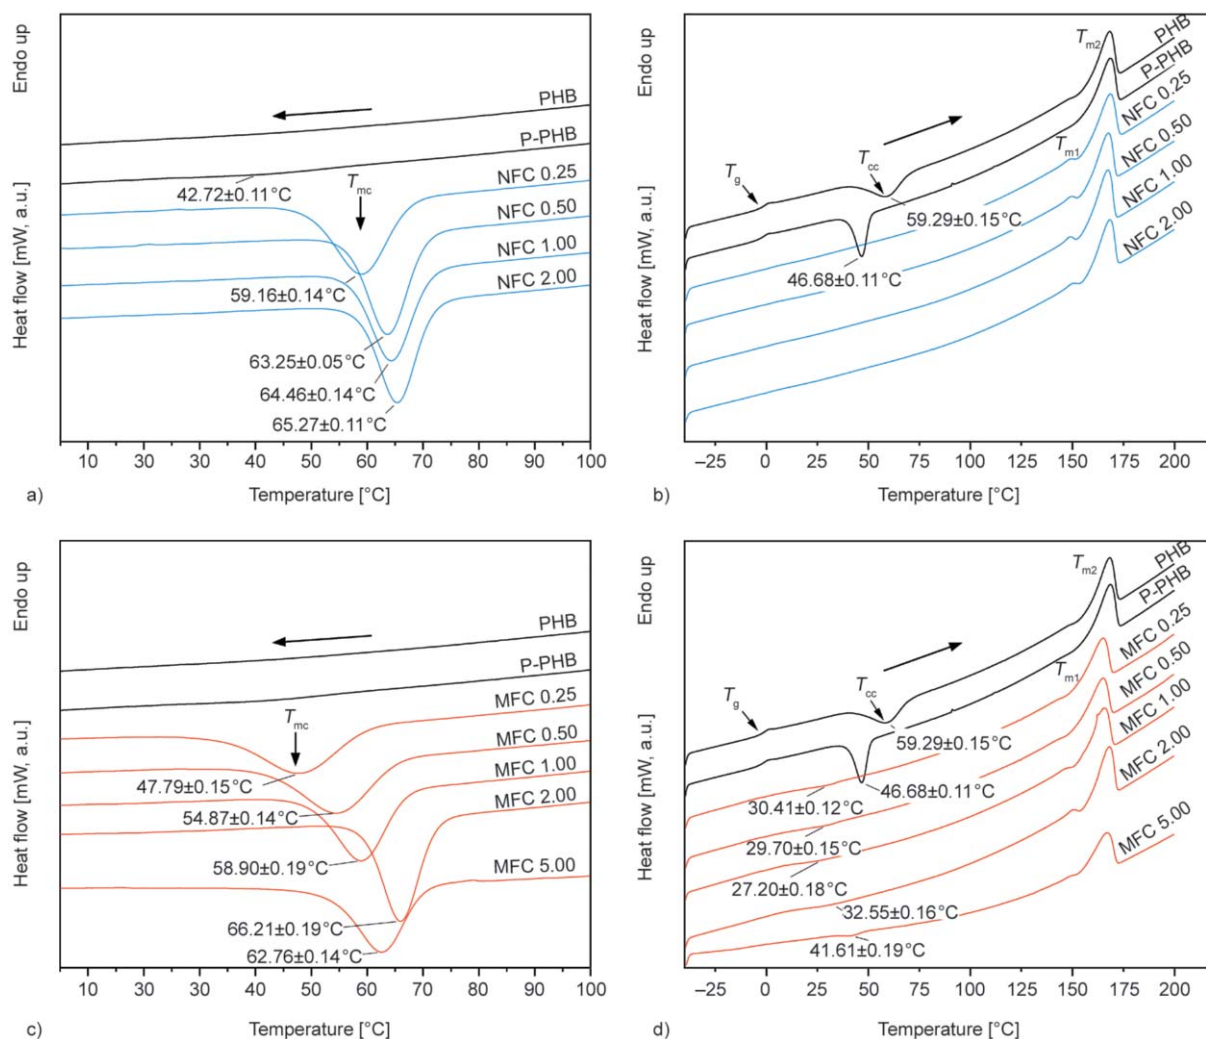 Endo up
Heat flow [mW, a.u.]
PHB
P-PHB
42.72±0.11°C
Tmc
NFC 0.25
NFC 0.50
NFC 1.00
NFC 2.00
59.16±0.14°C
63.25±0.05°C
64.46±0.14°C
65.27±0.11°C
10 20 30 40 50 60 70 80 90 100
Temperature [°C]
a)
Endo up
Heat flow [mW, a.u.]
Tm2
PHB
P-PHB
NFC 0.25
NFC 0.50
NFC 1.00
NFC 2.00
Tm1
Tg
Tcc
59.29±0.15°C
46.68±0.11°C
–25 0 25 50 75 100 125 150 175 200
Temperature [°C]
b)
Endo up
Heat flow [mW, a.u.]
PHB
P-PHB
Tmc
MFC 0.25
MFC 0.50
MFC 1.00
MFC 2.00
MFC 5.00
47.79±0.15°C
54.87±0.14°C
58.90±0.19°C
66.21±0.19°C
62.76±0.14°C
10 20 30 40 50 60 70 80 90 100
Temperature [°C]
c)
Endo up
Heat flow [mW, a.u.]
Tm2
PHB
P-PHB
MFC 0.25
MFC 0.50
MFC 1.00
MFC 2.00
MFC 5.00
Tm1
Tg
Tcc
59.29±0.15°C
46.68±0.11°C
30.41±0.12°C
29.70±0.15°C
27.20±0.18°C
32.55±0.16°C
41.61±0.19°C
–25 0 25 50 75 100 125 150 175 200
Temperature [°C]
d)